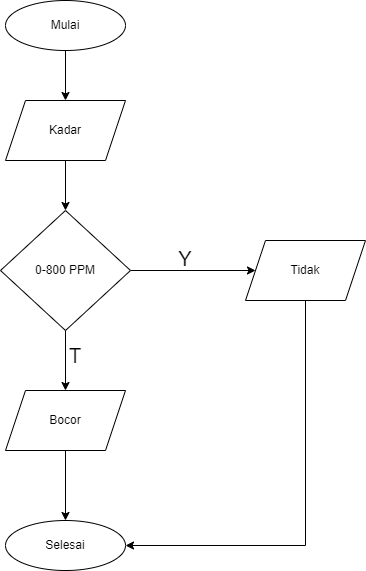 Mulai
Kadar
0-800 PPM
Y
Tidak
T
Bocor
Selesai